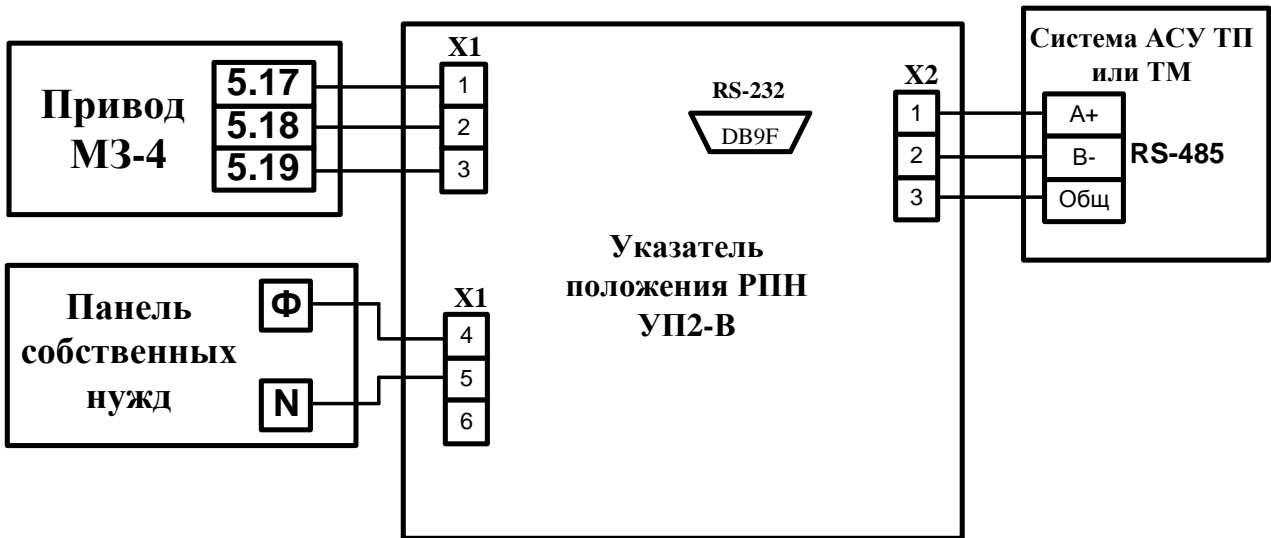 Привод
МЗ-4
5.17
5.18
5.19
X1
1
2
3
Панель
собственных
нужд
Ф
N
X1
4
5
6
RS-232
DB9F
Указатель
положения РПН
УП2-В
X2
1
2
3
Система АСУ ТП
или ТМ
A+
B-
Общ
RS-485